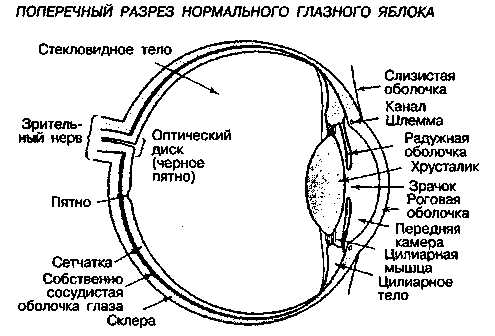 ПОПЕРЕЧНЫЙ РАЗРЕЗ НОРМАЛЬНОГО ГЛАЗНОГО ЯБЛОКА
Стекловидное тело
Зритель-
ный нерв
Оптический
диск
(черное
пятно)
Пятно
Сетчатка
Собственно
сосудистая
оболочка глаза
Склера
Слизистая
оболочка
Канал
Шлемма
Радужная
оболочка
Хрусталик
Зрачок
Роговая
оболочка
Передняя
камера
Цилиарная
мышца
Цилиарное
тело